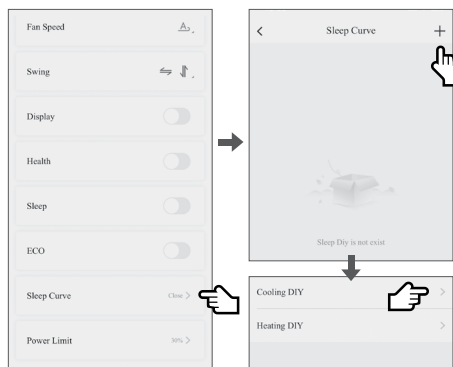 Fan Speed
Swing
Display
Health
Sleep
ECO
Sleep Curve Close
Power Limit 30%
Sleep Curve
Sleep Diy is not exist
Cooling DIY
Heating DIY